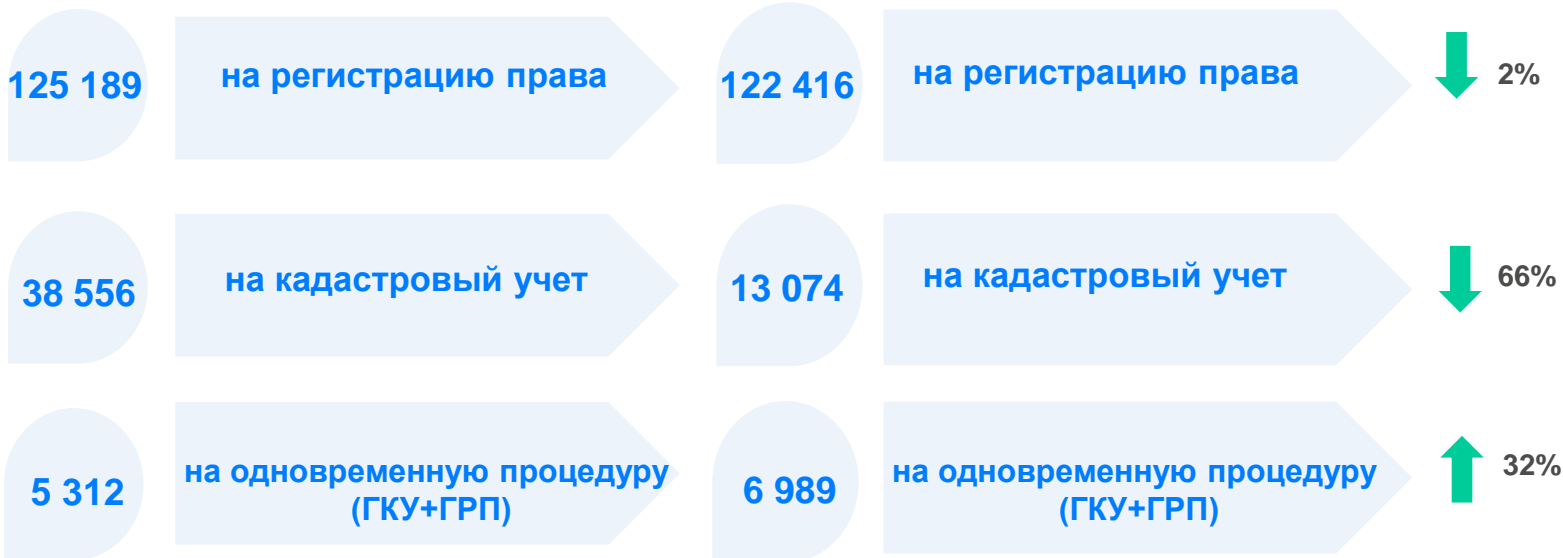 125 189
на регистрацию права
122 416
на регистрацию права
2%
38 556
на кадастровый учет
13 074
на кадастровый учет
66%
5 312
на одновременную процедуру
(ГКУ+ГРП)
6 989
на одновременную процедуру
(ГКУ+ГРП)
32%